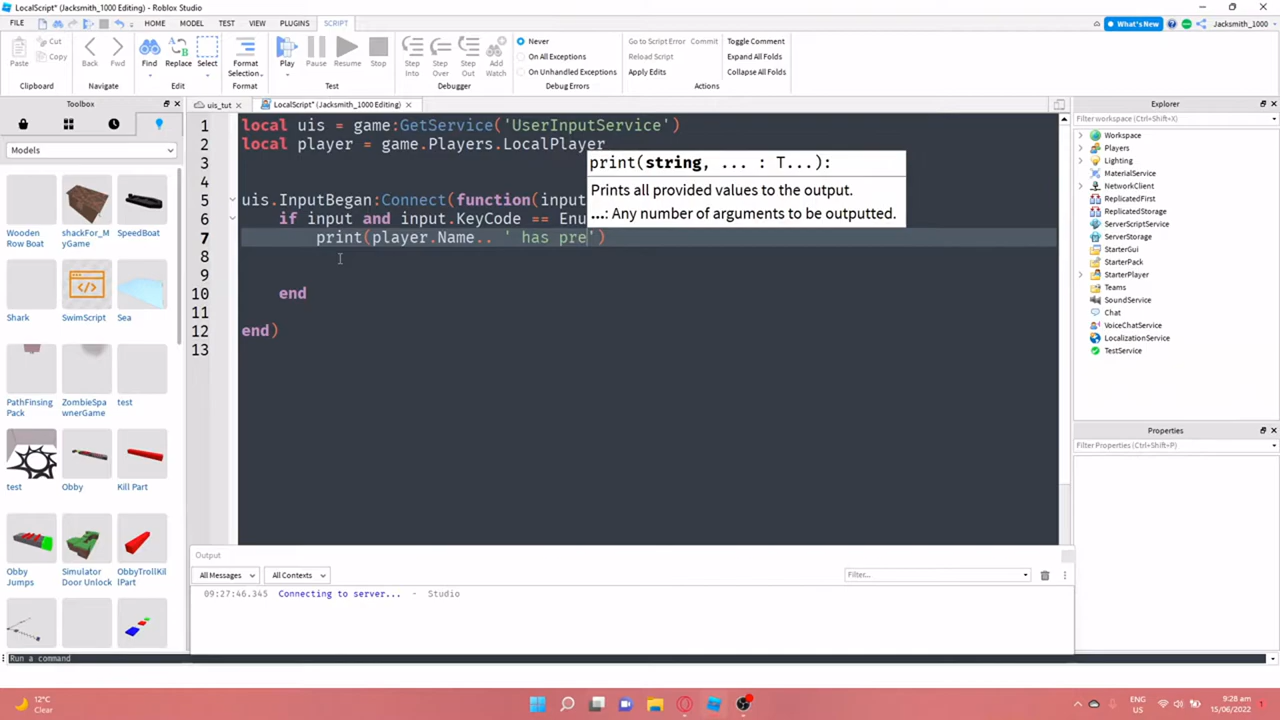 LocalScript* (Jacksmith_1000 Editing) - Roblox Studio
FILE
HOME MODEL TEST VIEW PLUGINS SCRIPT
What's New
Jacksmith_1000
Paste
Cut
Copy
Clipboard
Back
Fwd
Navigate
Find
Replace
Select
Edit
Format
Selection
Format
Play
Pause
Resume
Stop
Test
Step
Into
Step
Over
Step
Out
Add
Watch
Debugger
Never
On All Exceptions
On Unhandled Exceptions
Debug Errors
Go to Script Error Commit
Reload Script
Apply Edits
Toggle Comment
Expand All Folds
Collapse All Folds
Actions
Toolbox
uis_tut
LocalScript* (Jacksmith_1000 Editing)
Explorer
Filter workspace (Ctrl+Shift+X)
Models
Wooden
Row Boat
shackFor_M
yGame
SpeedBoat
Shark
SwimScript
Sea
PathFinsing
Pack
ZombieSpa
wnerGame
test
test
Obby
Kill Part
Obby
Jumps
Simulator
Door Unlock
ObbyTrollKil
lPart
1 local uis = game:GetService('UserInputService')
2 local player = game.Players.LocalPlayer
3
4
5 uis.InputBegan:Connect(function(input
6 if input and input.KeyCode == Enu
7 print(player.Name.. ' has pre')
8
9
10 end
11
12 end)
13
print(string, ... : T...):
Prints all provided values to the output.
...: Any number of arguments to be outputted.
Workspace
Players
Lighting
MaterialService
NetworkClient
ReplicatedFirst
ReplicatedStorage
ServerScriptService
ServerStorage
StarterGui
StarterPack
StarterPlayer
Teams
SoundService
Chat
VoiceChatService
LocalizationService
TestService
Properties
Filter Properties (Ctrl+Shift+P)
Output
All Messages
All Contexts
Filter...
09:27:46.345 Connecting to server... - Studio
Run a command
12°C
Clear
ENG
US
9:28 am
15/06/2022
1